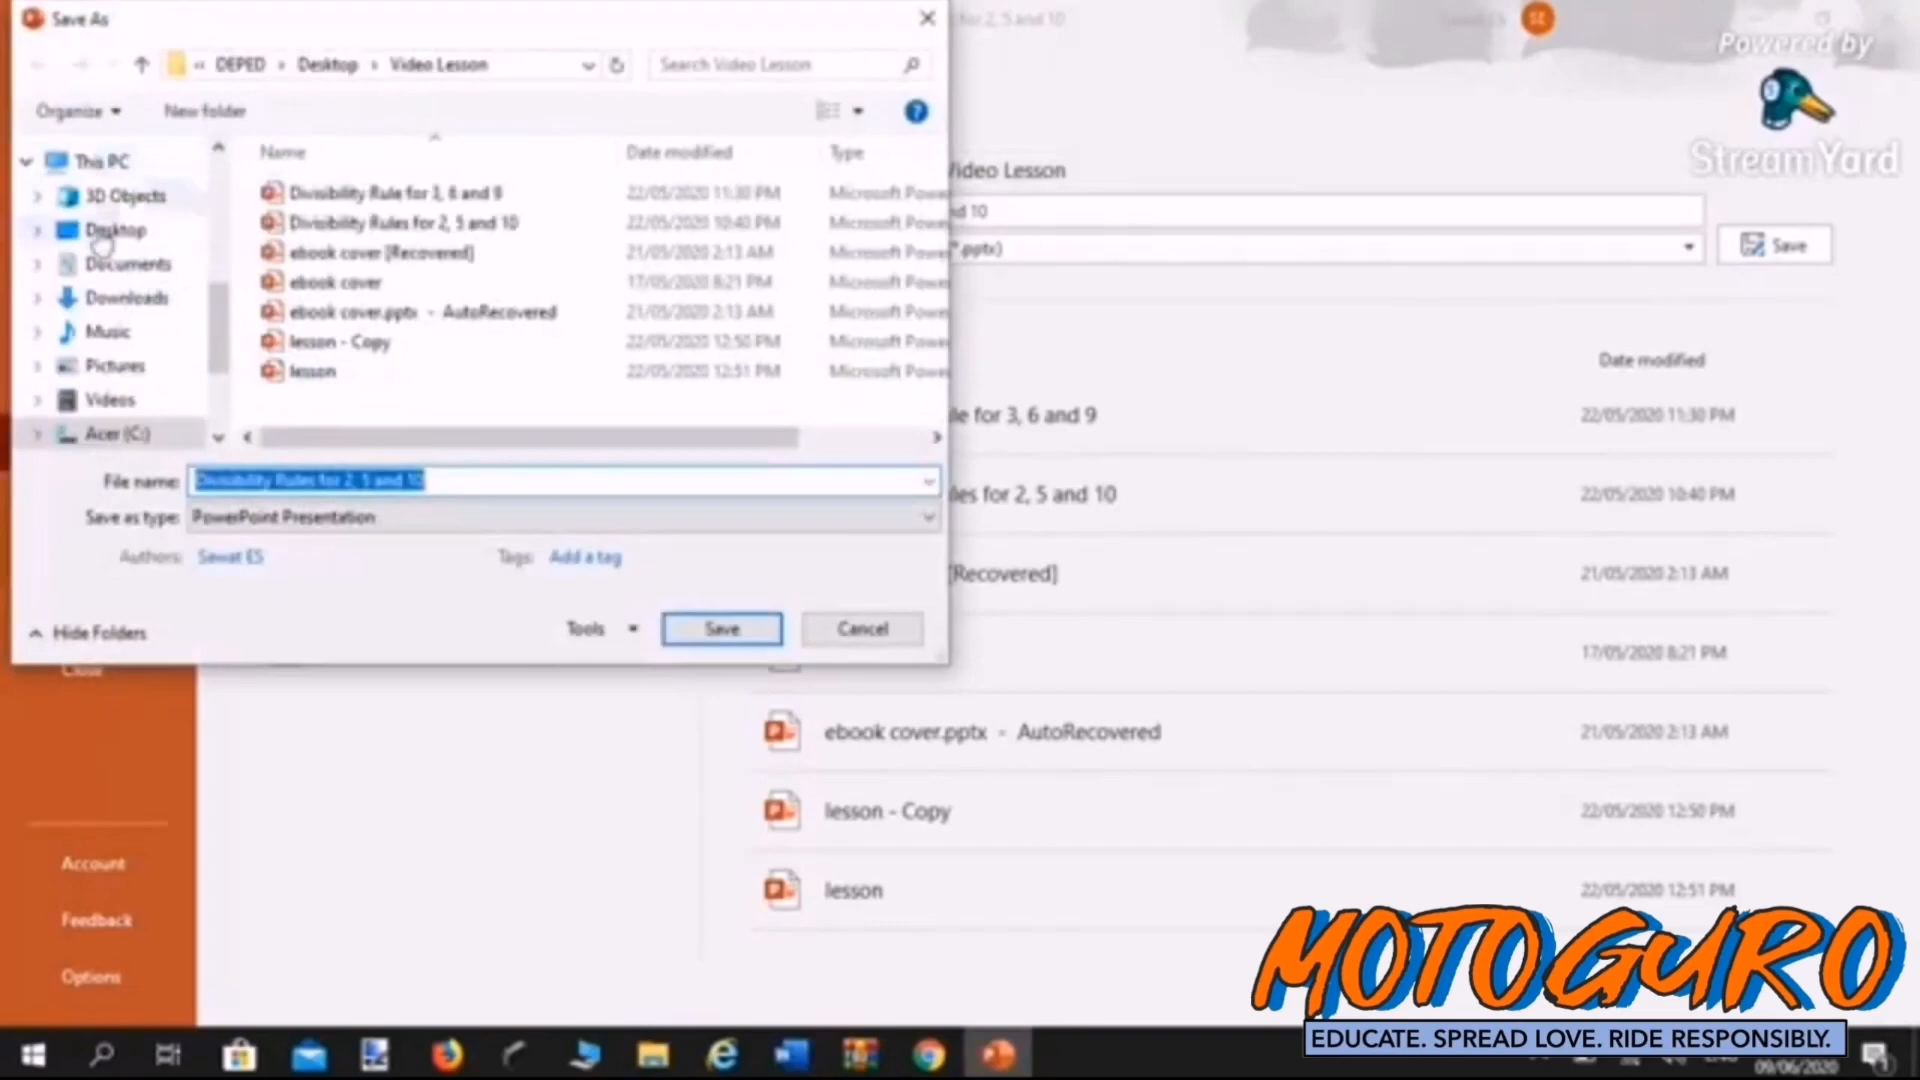 Save As
for 2, 5 and 10
SE
Powered by
StreamYard
« DEPED › Desktop › Video Lesson
Search Video Lesson
Organize
New folder
This PC
3D Objects
Desktop
Documents
Downloads
Music
Pictures
Videos
Acer (C:)
Name Date modified Type
Divisibility Rule for 3, 6 and 9 22/05/2020 11:30 PM Microsoft Powe
Divisibility Rules for 2, 5 and 10 22/05/2020 10:40 PM Microsoft Powe
ebook cover [Recovered] 21/05/2020 2:13 AM Microsoft Powe
ebook cover 17/05/2020 8:21 PM Microsoft Powe
ebook cover.pptx - AutoRecovered 21/05/2020 2:13 AM Microsoft Powe
lesson - Copy 22/05/2020 12:50 PM Microsoft Powe
lesson 22/05/2020 12:51 PM Microsoft Powe
File name: Divisibility Rules for 2, 5 and 10
Save as type: PowerPoint Presentation
Authors: Sawat ES Tags: Add a tag
Hide Folders
Tools
Save
Cancel
Video Lesson
nd 10
*.pptx)
Save
Date modified
le for 3, 6 and 9 22/05/2020 11:30 PM
les for 2, 5 and 10 22/05/2020 10:40 PM
[Recovered] 21/05/2020 2:13 AM
17/05/2020 8:21 PM
ebook cover.pptx - AutoRecovered 21/05/2020 2:13 AM
lesson - Copy 22/05/2020 12:50 PM
lesson 22/05/2020 12:51 PM
Close
Account
Feedback
Options
MOTOGURO
EDUCATE. SPREAD LOVE. RIDE RESPONSIBLY.
09/06/2020